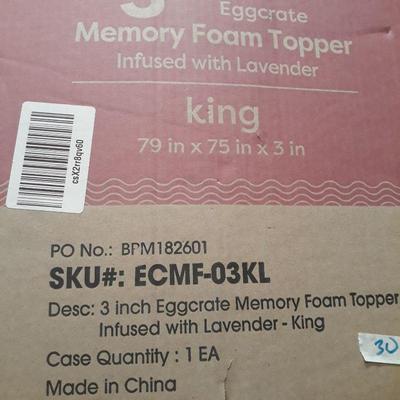 3
Eggcrate
Memory Foam Topper
Infused with Lavender
king
79 in x 75 in x 3 in
csX2rr8qv60
PO No.: BPM182601
SKU#: ECMF-03KL
Desc: 3 inch Eggcrate Memory Foam Topper
Infused with Lavender - King
Case Quantity : 1 EA
Made in China
30